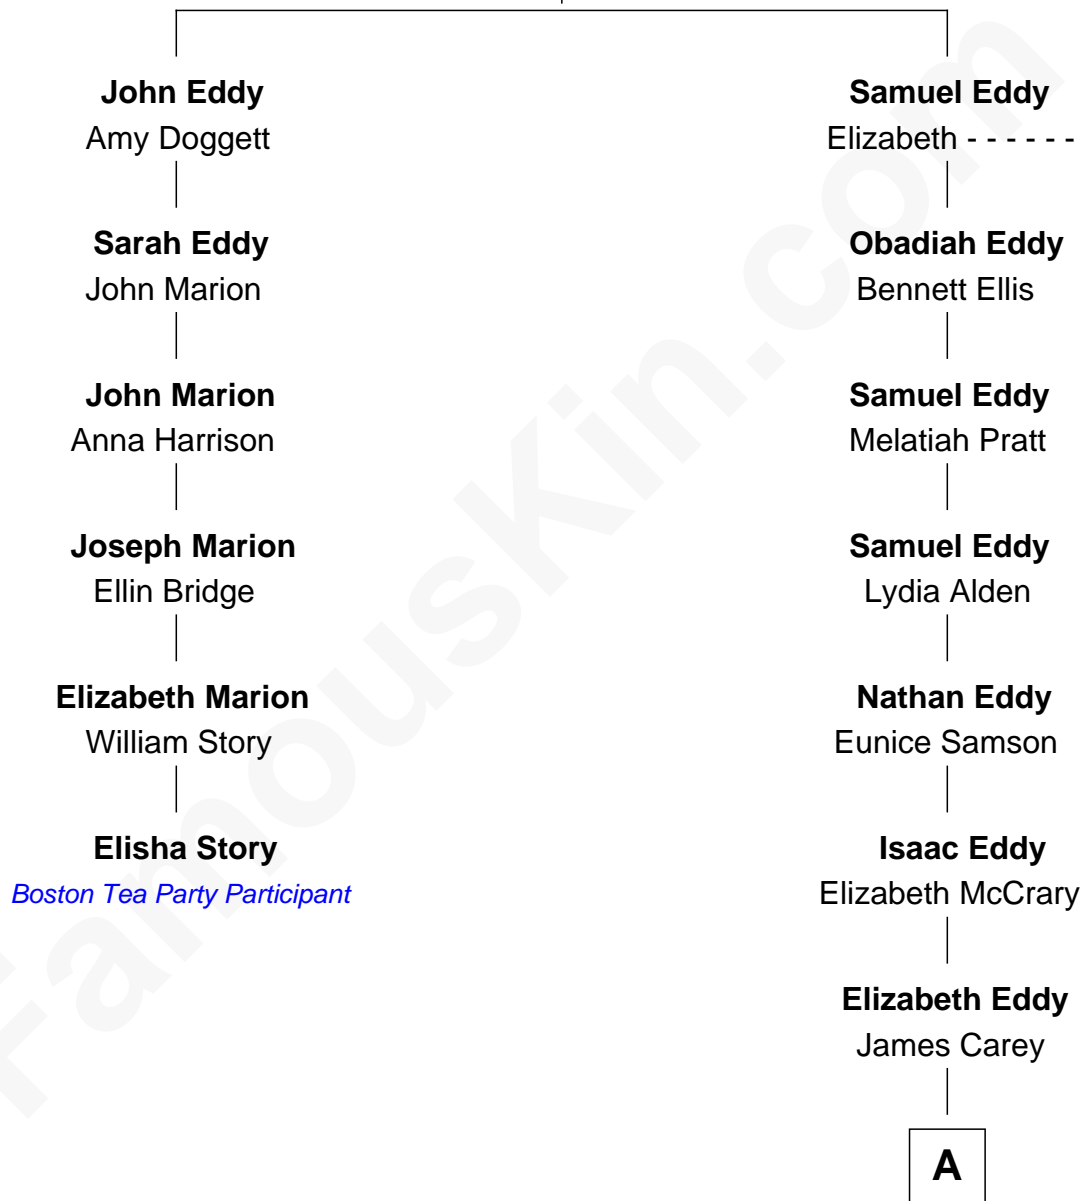 John Eddy
Amy Doggett
Sarah Eddy
John Marion
John Marion
Anna Harrison
Joseph Marion
Ellin Bridge
Elizabeth Marion
William Story
Elisha Story
Boston Tea Party Participant
Samuel Eddy
Elizabeth - - - - - -
Obadiah Eddy
Bennett Ellis
Samuel Eddy
Melatiah Pratt
Samuel Eddy
Lydia Alden
Nathan Eddy
Eunice Samson
Isaac Eddy
Elizabeth McCrary
Elizabeth Eddy
James Carey
A
FamousKin.com